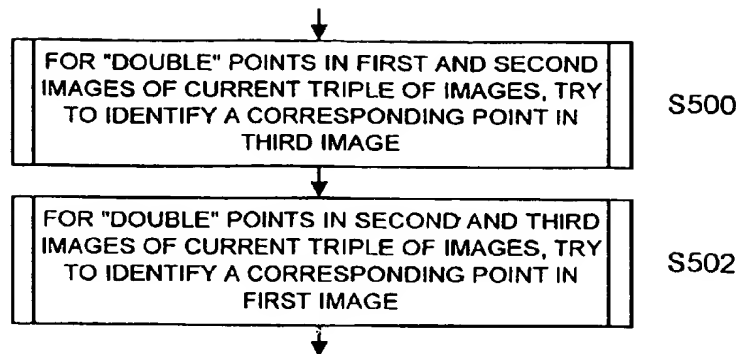 FOR "DOUBLE" POINTS IN FIRST AND SECOND
IMAGES OF CURRENT TRIPLE OF IMAGES, TRY
TO IDENTIFY A CORRESPONDING POINT IN
THIRD IMAGE
S500
FOR "DOUBLE" POINTS IN SECOND AND THIRD
IMAGES OF CURRENT TRIPLE OF IMAGES, TRY
TO IDENTIFY A CORRESPONDING POINT IN
FIRST IMAGE
S502